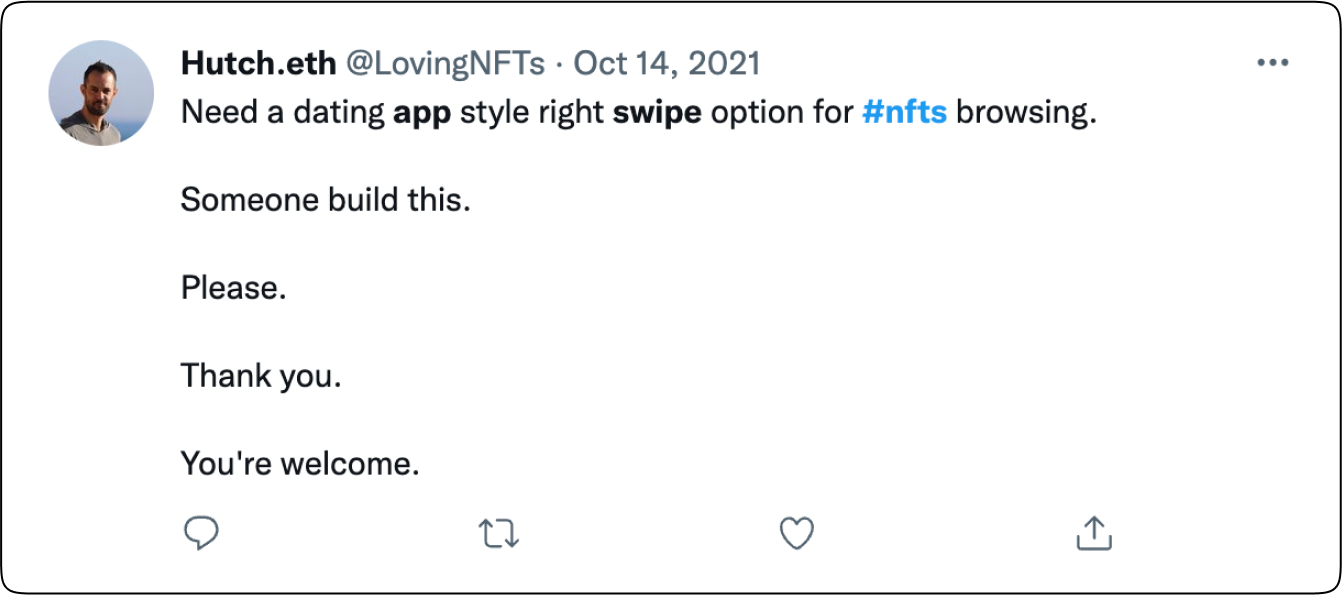 Hutch.eth @LovingNFTs · Oct 14, 2021
Need a dating app style right swipe option for #nfts browsing.
Someone build this.
Please.
Thank you.
You're welcome.